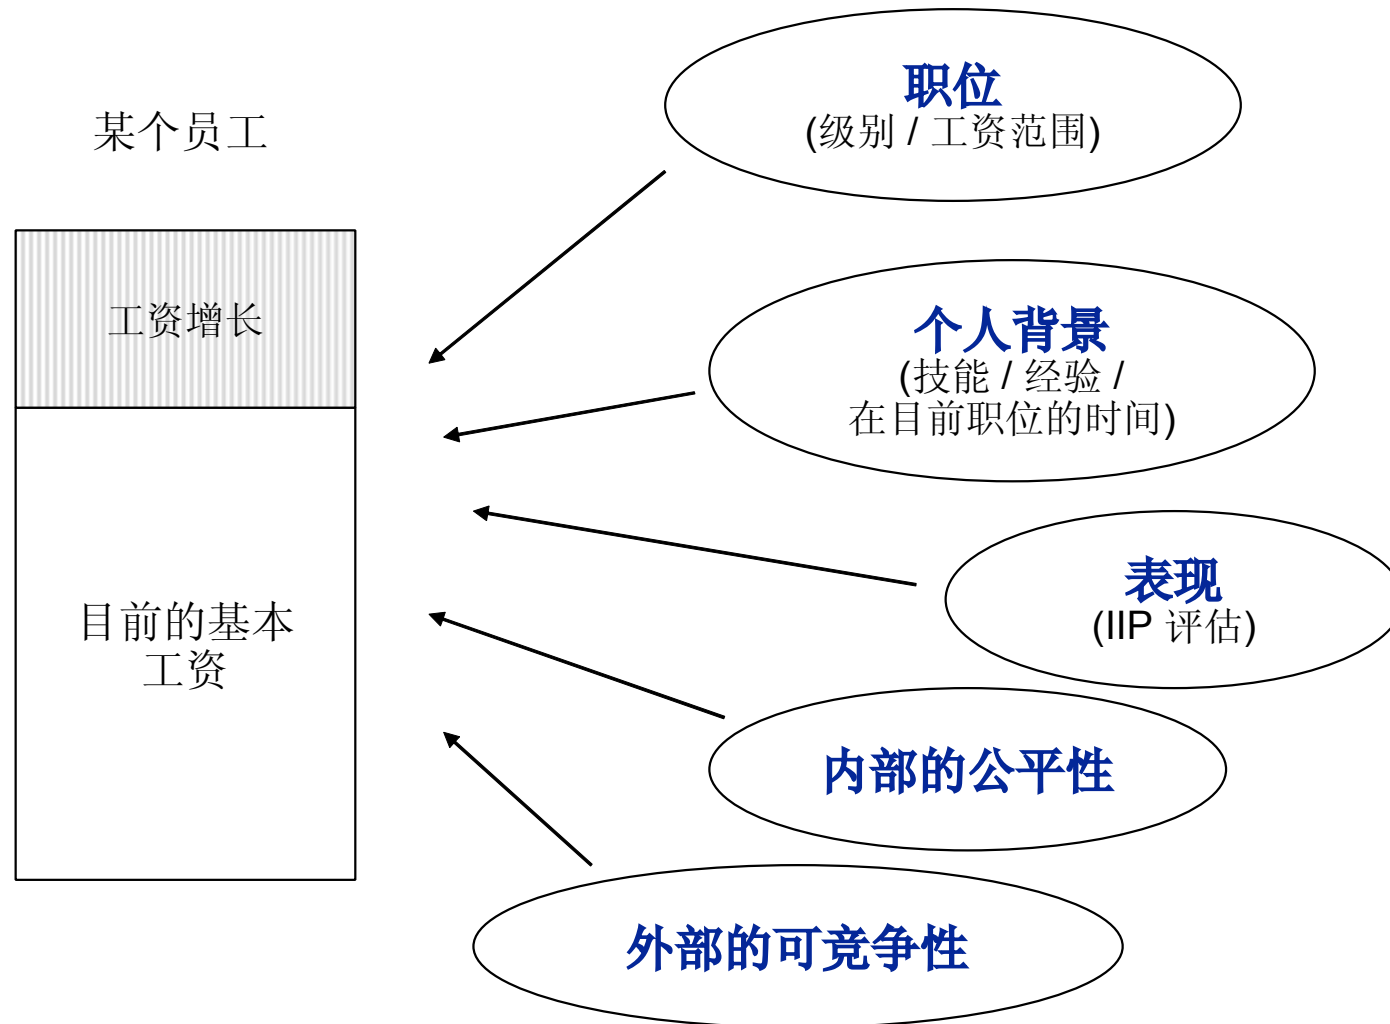 某个员工
工资增长
目前的基本
工资
职位
(级别 / 工资范围)
个人背景
(技能 / 经验 /
在目前职位的时间)
表现
(IIP 评估)
内部的公平性
外部的可竞争性